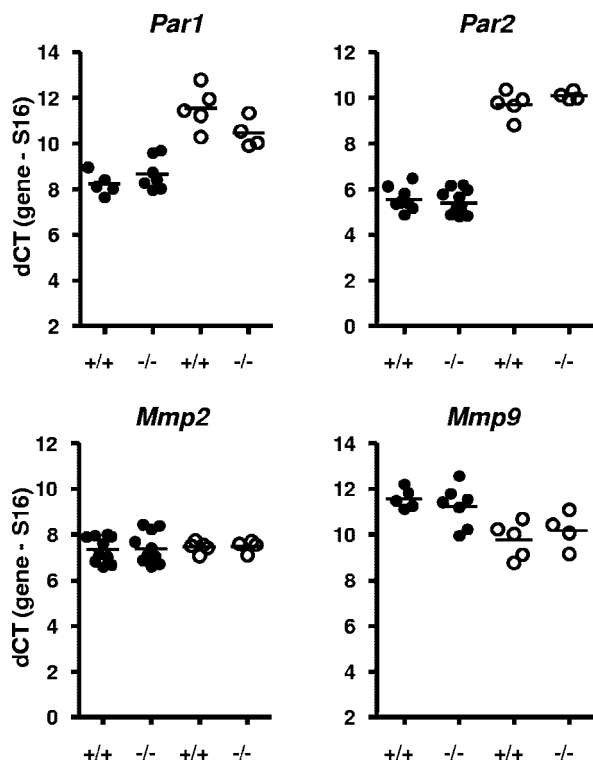 Par1
Par2
dCT (gene - S16)
14
12
10
8
6
4
2
12
10
8
6
4
2
0
+/+ -/- +/+ -/-
+/+ -/- +/+ -/-
Mmp2
Mmp9
dCT (gene - S16)
12
10
8
6
4
2
0
14
12
10
8
6
4
2
+/+ -/- +/+ -/-
+/+ -/- +/+ -/-